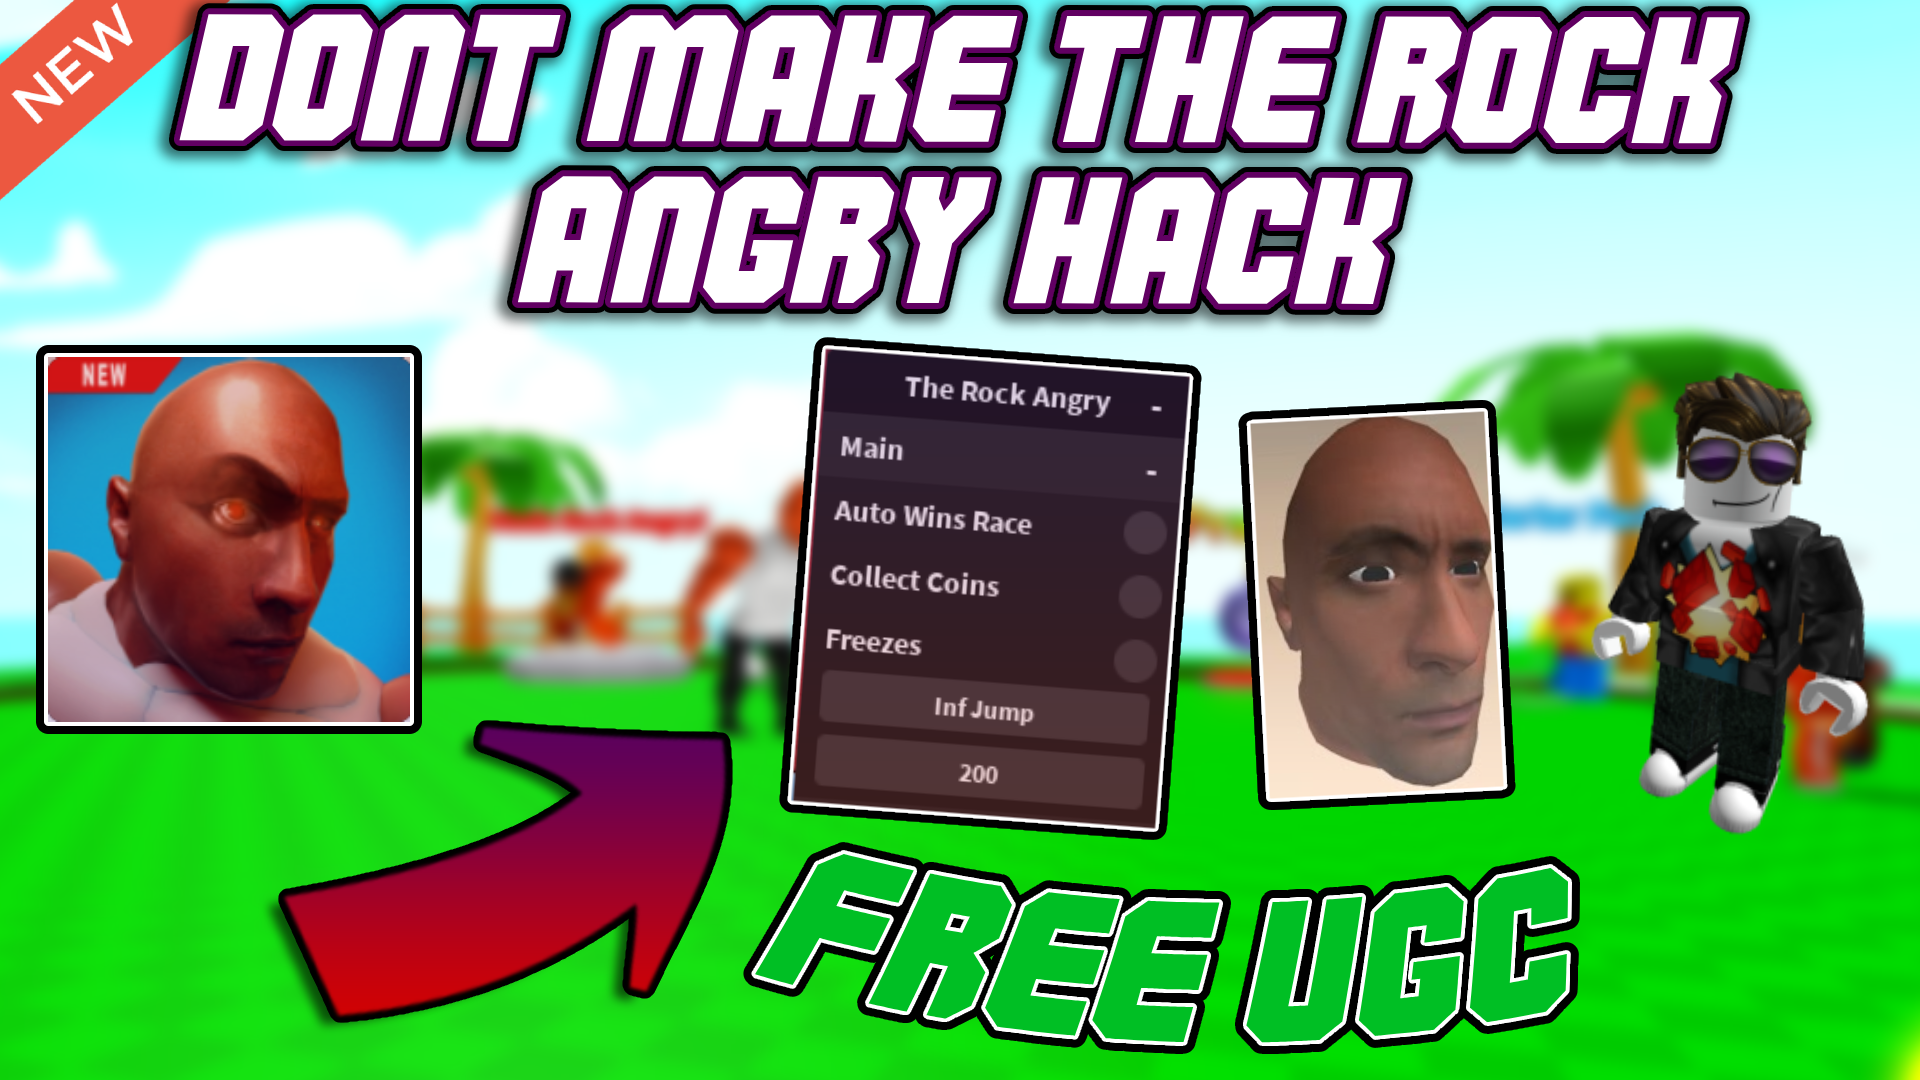 NEW
DONT MAKE THE ROCK
ANGRY HACK
NEW
The Rock Angry -
Main -
Auto Wins Race
Collect Coins
Freezes
Inf Jump
200
FREE UGC